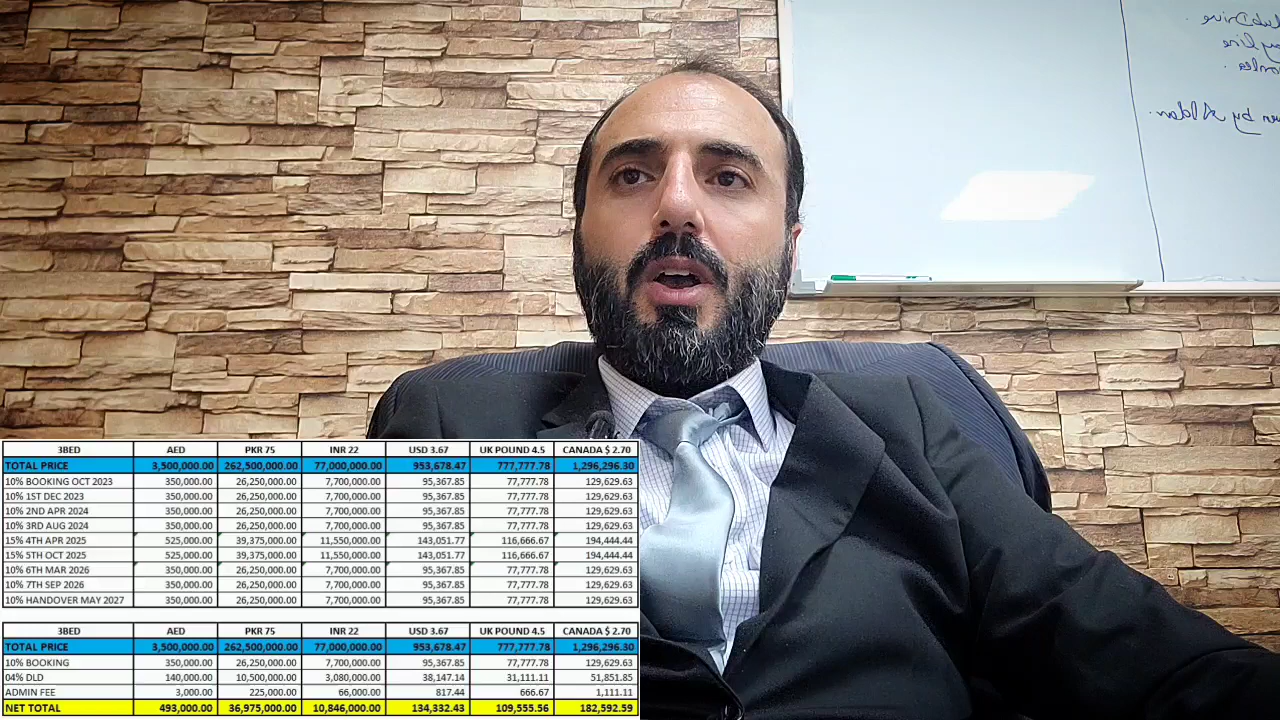 3BED AED PKR 75 INR 22 USD 3.67 UK POUND 4.5 CANADA $ 2.70
TOTAL PRICE 3,500,000.00 262,500,000.00 77,000,000.00 953,678.47 777,777.78 1,296,296.30
10% BOOKING OCT 2023 350,000.00 26,250,000.00 7,700,000.00 95,367.85 77,777.78 129,629.63
10% 1ST DEC 2023 350,000.00 26,250,000.00 7,700,000.00 95,367.85 77,777.78 129,629.63
10% 2ND APR 2024 350,000.00 26,250,000.00 7,700,000.00 95,367.85 77,777.78 129,629.63
10% 3RD AUG 2024 350,000.00 26,250,000.00 7,700,000.00 95,367.85 77,777.78 129,629.63
15% 4TH APR 2025 525,000.00 39,375,000.00 11,550,000.00 143,051.77 116,666.67 194,444.44
15% 5TH OCT 2025 525,000.00 39,375,000.00 11,550,000.00 143,051.77 116,666.67 194,444.44
10% 6TH MAR 2026 350,000.00 26,250,000.00 7,700,000.00 95,367.85 77,777.78 129,629.63
10% 7TH SEP 2026 350,000.00 26,250,000.00 7,700,000.00 95,367.85 77,777.78 129,629.63
10% HANDOVER MAY 2027 350,000.00 26,250,000.00 7,700,000.00 95,367.85 77,777.78 129,629.63
3BED AED PKR 75 INR 22 USD 3.67 UK POUND 4.5 CANADA $ 2.70
TOTAL PRICE 3,500,000.00 262,500,000.00 77,000,000.00 953,678.47 777,777.78 1,296,296.30
10% BOOKING 350,000.00 26,250,000.00 7,700,000.00 95,367.85 77,777.78 129,629.63
04% DLD 140,000.00 10,500,000.00 3,080,000.00 38,147.14 31,111.11 51,851.85
ADMIN FEE 3,000.00 225,000.00 66,000.00 817.44 666.67 1,111.11
NET TOTAL 493,000.00 36,975,000.00 10,846,000.00 134,332.43 109,555.56 182,592.59